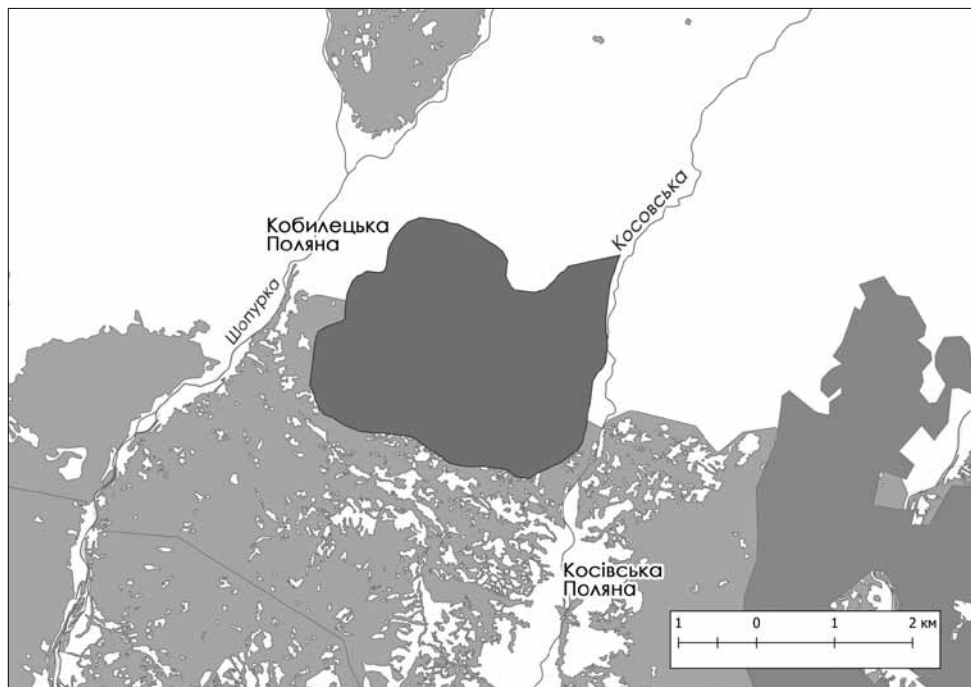 Кобилецька
Поляна
Косовська
Шопурка
Косівська
Поляна
1 0 1 2 км